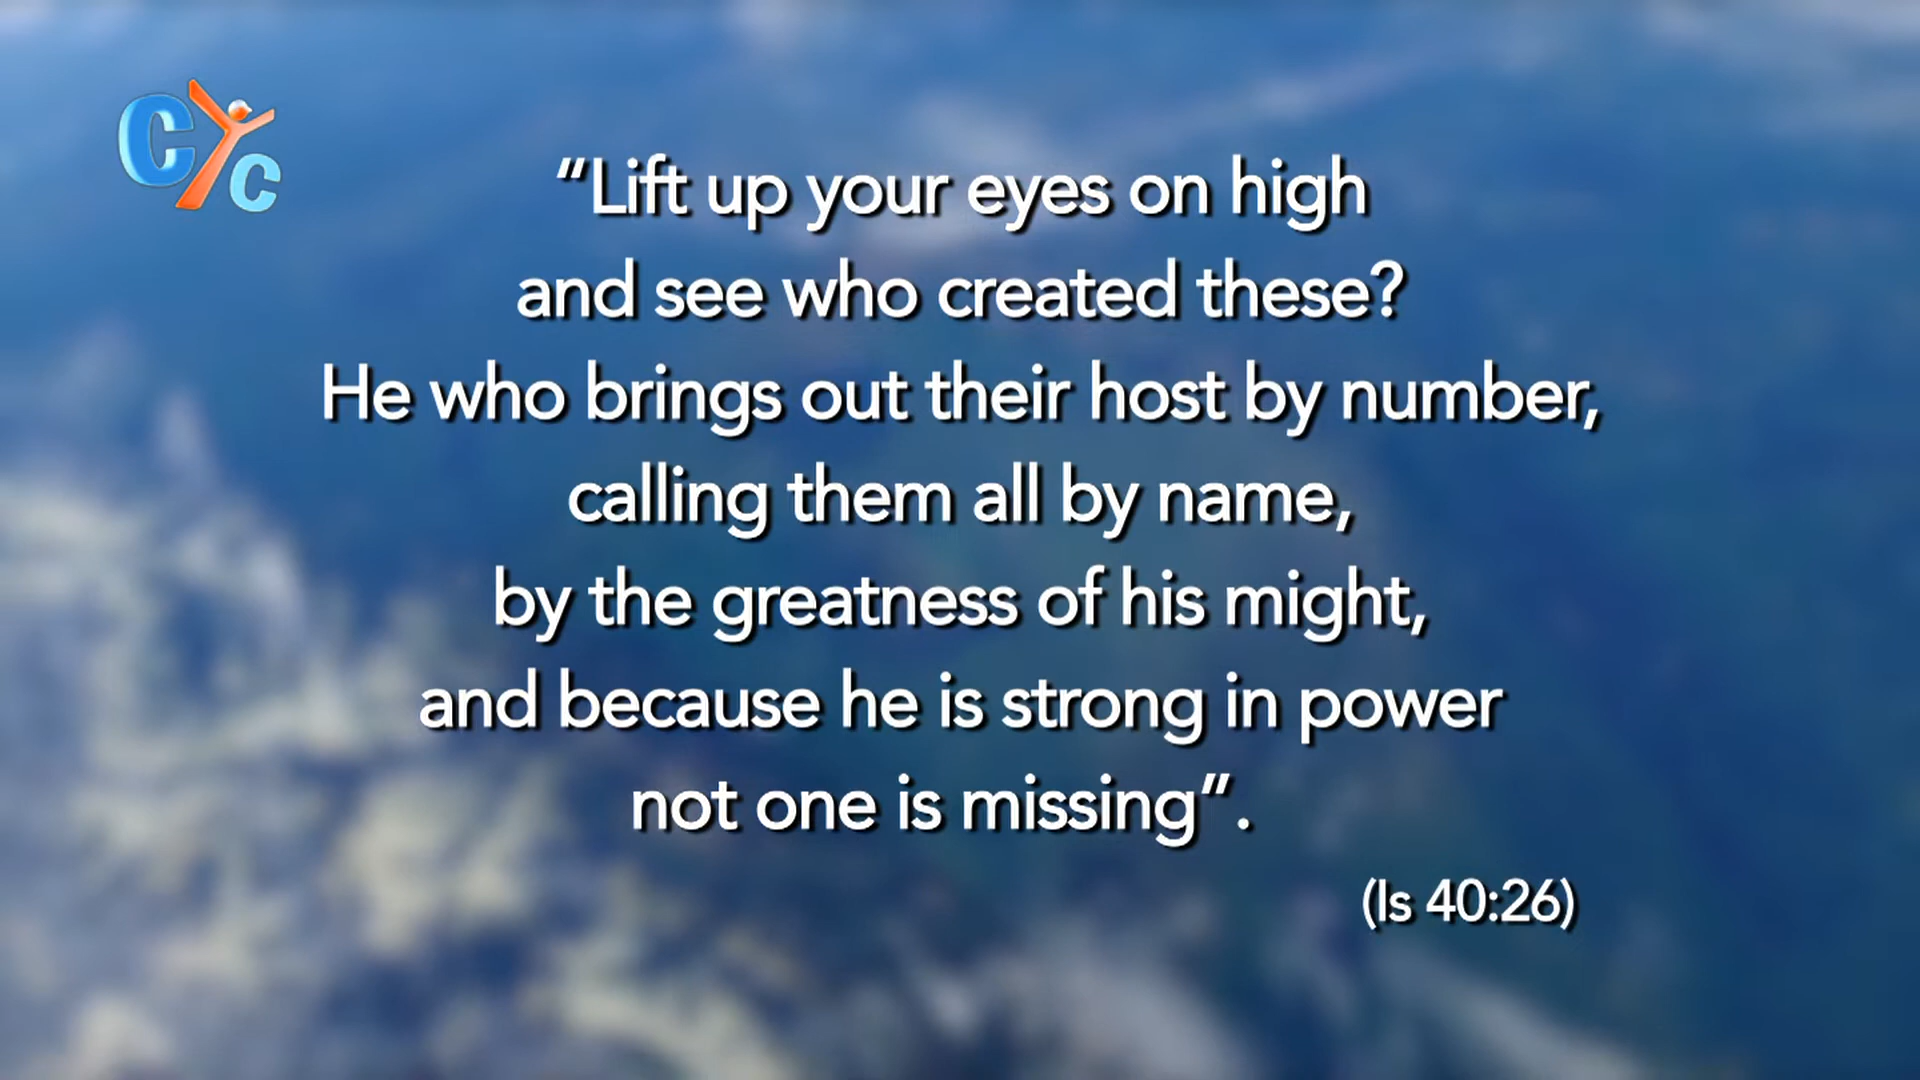 CYC
“Lift up your eyes on high
and see who created these?
He who brings out their host by number,
calling them all by name,
by the greatness of his might,
and because he is strong in power
not one is missing”.
(Is 40:26)